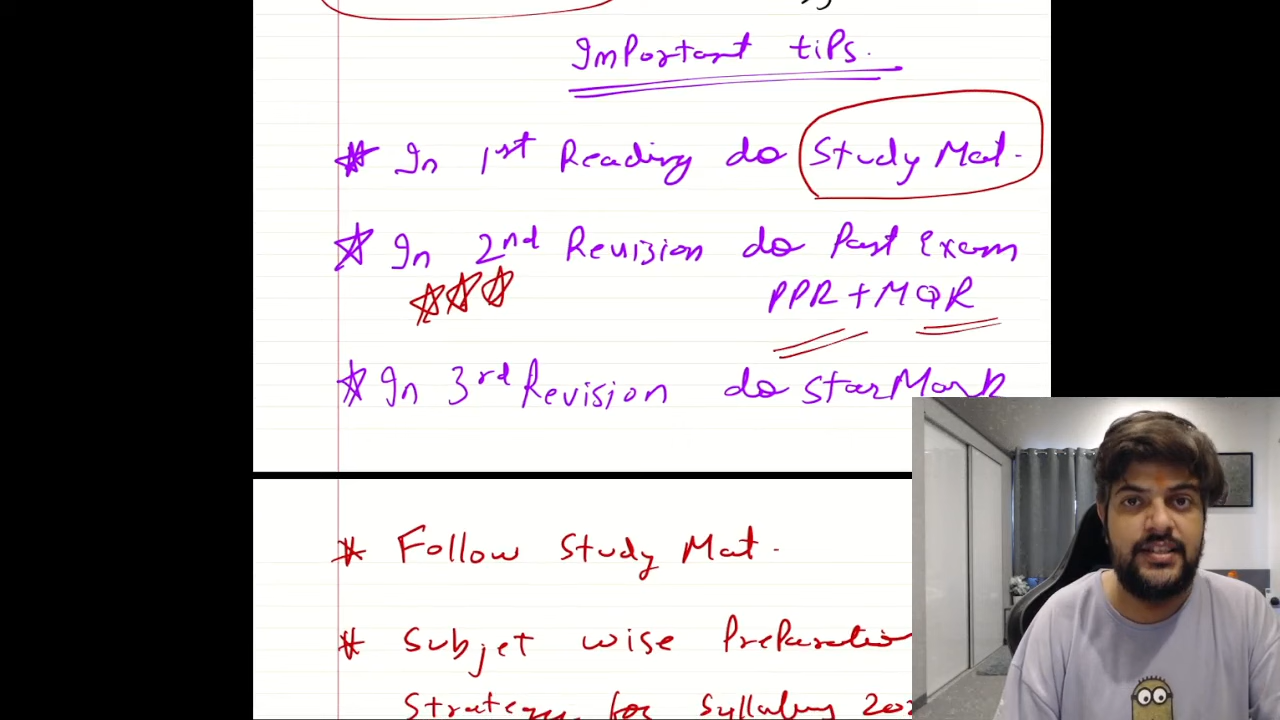 Important tips.
* In 1st Reading do Study Mat.
* In 2nd Revision do Past Exam
PPR + MQR
* In 3rd Revision do StarMark
* Follow Study Mat.
* Subjet wise Preparation
Strategy for Syllabus